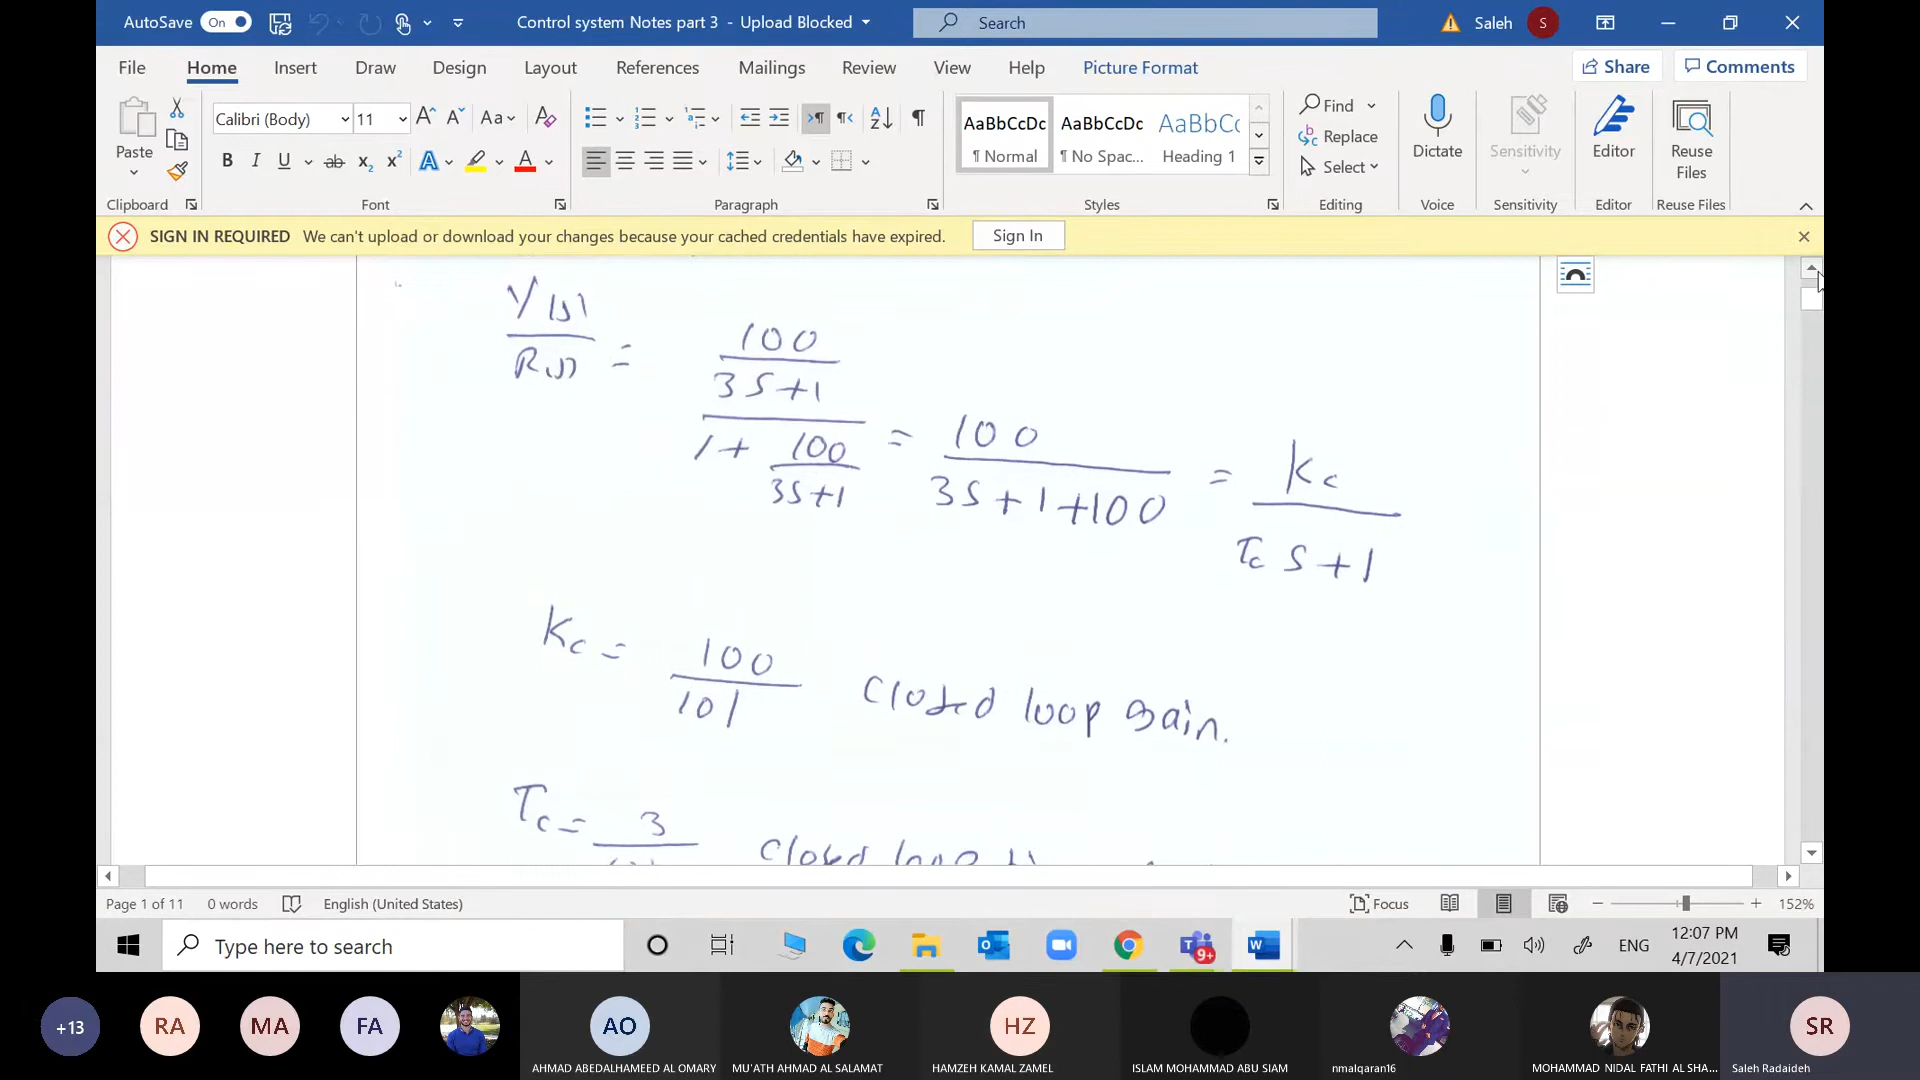 AutoSave On Control system Notes part 3 - Upload Blocked Search Saleh S
File Home Insert Draw Design Layout References Mailings Review View Help Picture Format Share Comments
Paste
Calibri (Body) 11 Aa
AaBbCcDc AaBbCcDc AaBbCc
¶ Normal ¶ No Spac... Heading 1
Find
Replace
Select
Dictate
Sensitivity
Editor
Reuse
Files
Clipboard Font Paragraph Styles Editing Voice Sensitivity Editor Reuse Files
SIGN IN REQUIRED We can't upload or download your changes because your cached credentials have expired. Sign In
Y(s)
R(s) =
100
3S+1
1+ 100
3S+1
= 100
3S+1+100
= Kc
τc S+1
Kc = 100
101
Closed loop gain.
τc = 3
Closed loop
Page 1 of 11 0 words English (United States) Focus 152%
Type here to search
9+
ENG
12:07 PM
4/7/2021
+13 RA MA FA AO HZ SR
AHMAD ABEDALHAMEED AL OMARY
MU'ATH AHMAD AL SALAMAT
HAMZEH KAMAL ZAMEL
ISLAM MOHAMMAD ABU SIAM
nmalqaran16
MOHAMMAD NIDAL FATHI AL SHA...
Saleh Radaideh